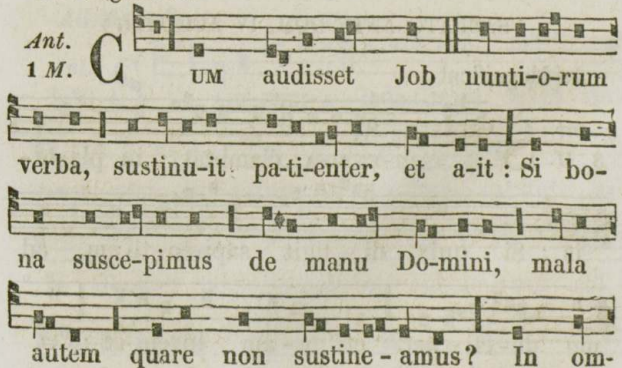 Ant.
1 M.
CUM audisset Job nunti-o-rum
verba, sustinu-it pa-ti-enter, et a-it : Si bo-
na susce-pimus de manu Do-mini, mala
autem quare non sustine-amus? In om-